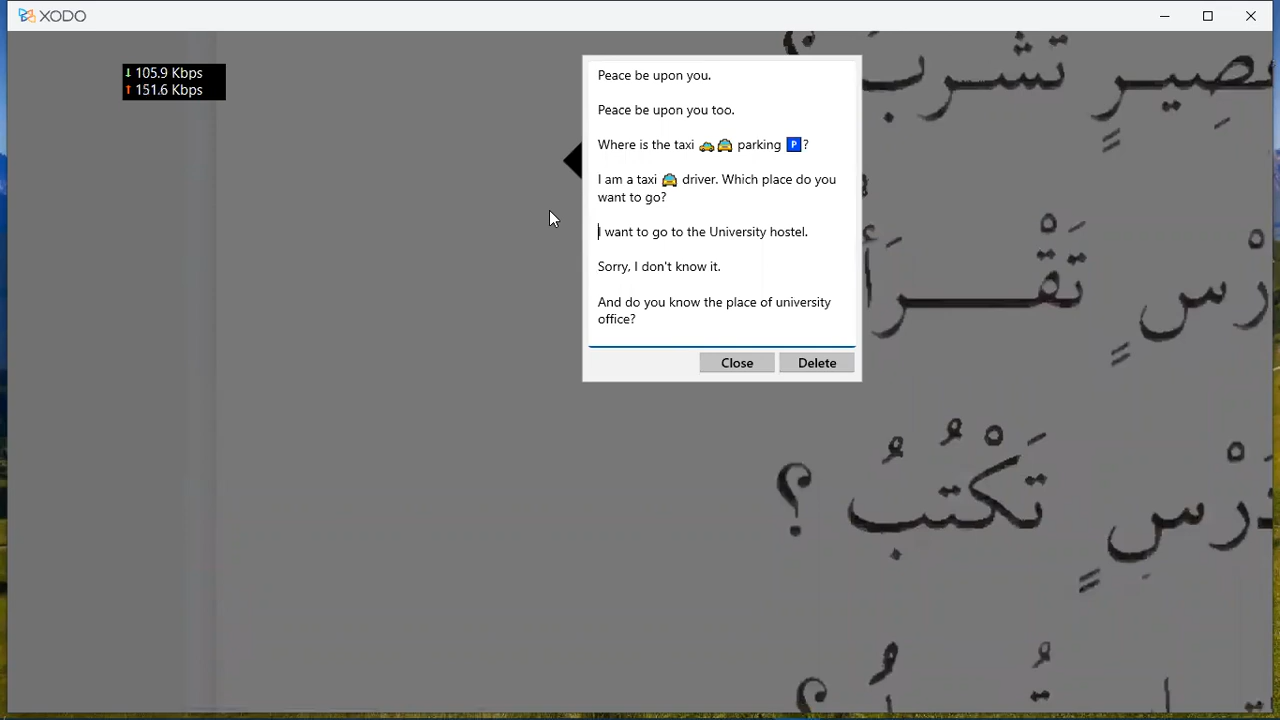 XODO
↓ 105.9 Kbps
↑ 151.6 Kbps
Peace be upon you.
Peace be upon you too.
Where is the taxi 🚕🚖 parking 🅿?
I am a taxi 🚖 driver. Which place do you
want to go?
I want to go to the University hostel.
Sorry, I don't know it.
And do you know the place of university
office?
Close
Delete
تَشْرَبُ ؟
تَقْرَأُ
تَكْتُبُ ؟